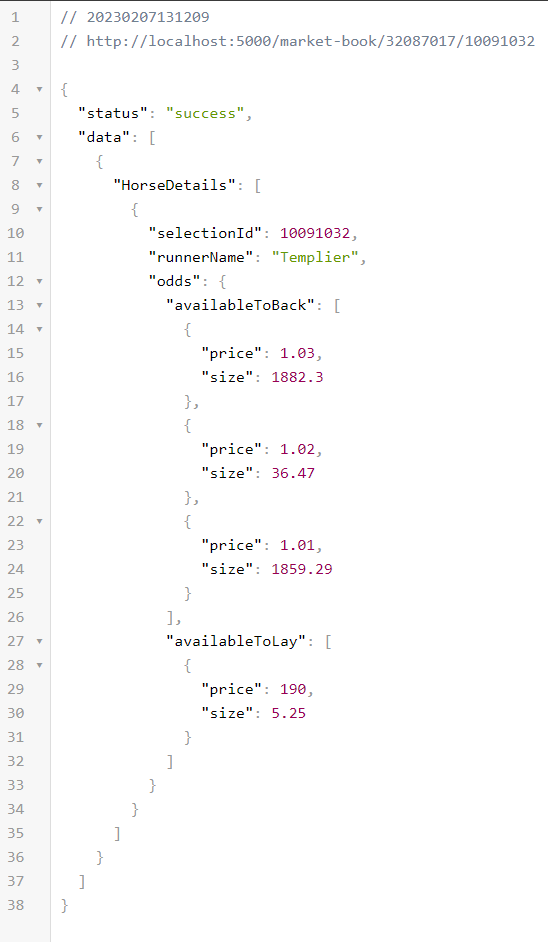 1 // 20230207131209
2 // http://localhost:5000/market-book/32087017/10091032
3
4 ▼ {
5 "status": "success",
6 ▼ "data": [
7 ▼ {
8 ▼ "HorseDetails": [
9 ▼ {
10 "selectionId": 10091032,
11 "runnerName": "Templier",
12 ▼ "odds": {
13 ▼ "availableToBack": [
14 ▼ {
15 "price": 1.03,
16 "size": 1882.3
17 },
18 ▼ {
19 "price": 1.02,
20 "size": 36.47
21 },
22 ▼ {
23 "price": 1.01,
24 "size": 1859.29
25 }
26 ],
27 ▼ "availableToLay": [
28 ▼ {
29 "price": 190,
30 "size": 5.25
31 }
32 ]
33 }
34 }
35 ]
36 }
37 ]
38 }